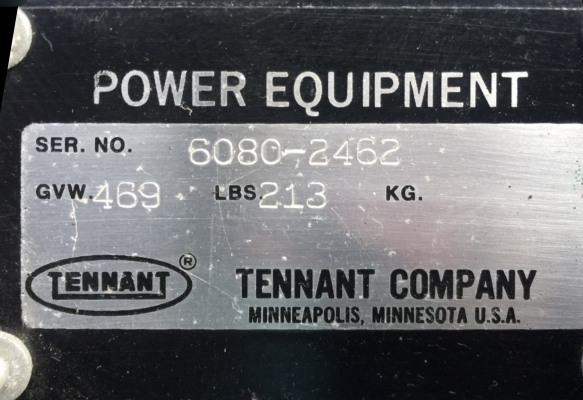 POWER EQUIPMENT
SER. NO. 6080-2462
GVW. 469 LBS. 213 KG.
TENNANT ®
TENNANT COMPANY
MINNEAPOLIS, MINNESOTA U.S.A.